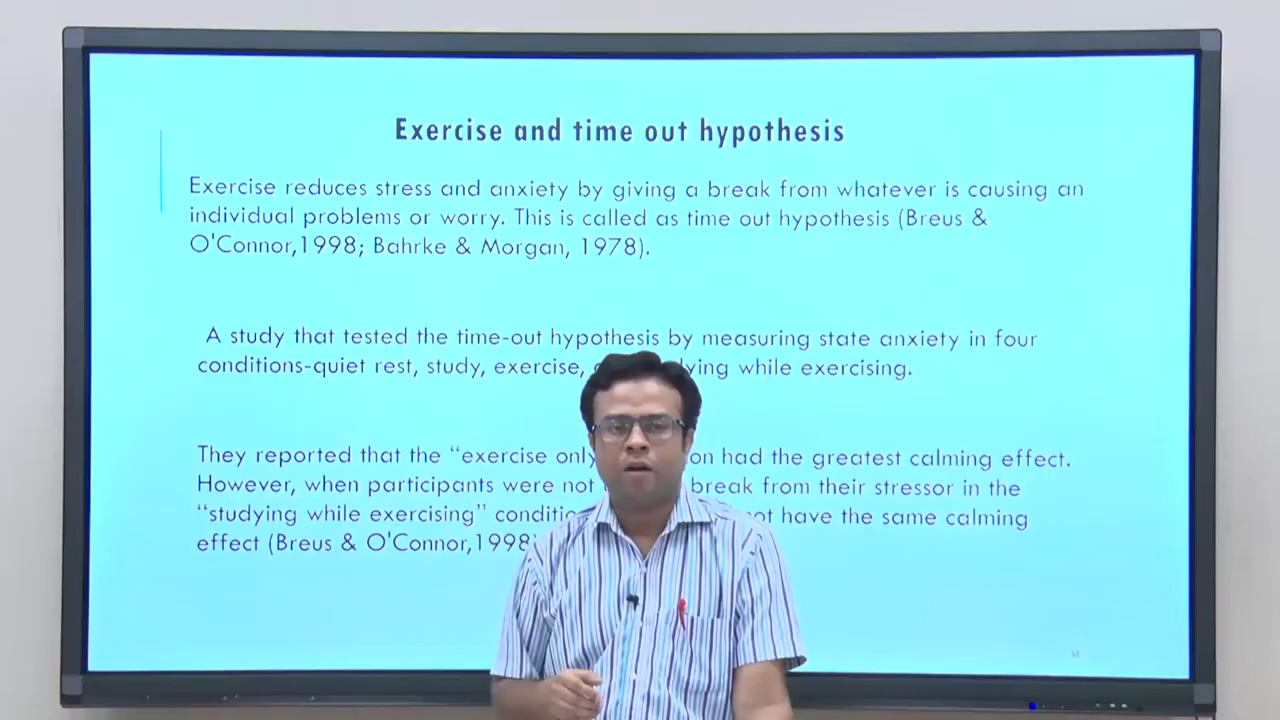 Exercise and time out hypothesis
Exercise reduces stress and anxiety by giving a break from whatever is causing an
individual problems or worry. This is called as time out hypothesis (Breus &
O'Connor,1998; Bahrke & Morgan, 1978).
A study that tested the time-out hypothesis by measuring state anxiety in four
conditions-quiet rest, study, exercise, while exercising.
They reported that the “exercise only had the greatest calming effect.
However, when participants were not break from their stressor in the
“studying while exercising” have the same calming
effect (Breus & O'Connor,1998)